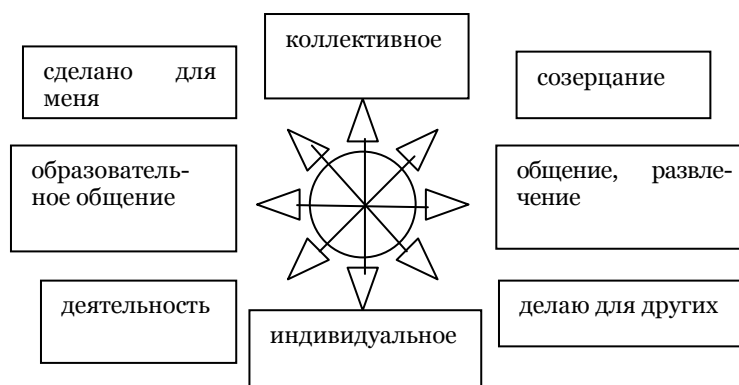 коллективное
сделано для
меня
созерцание
образователь-
ное общение
общение, развле-
чение
деятельность
делаю для других
индивидуальное